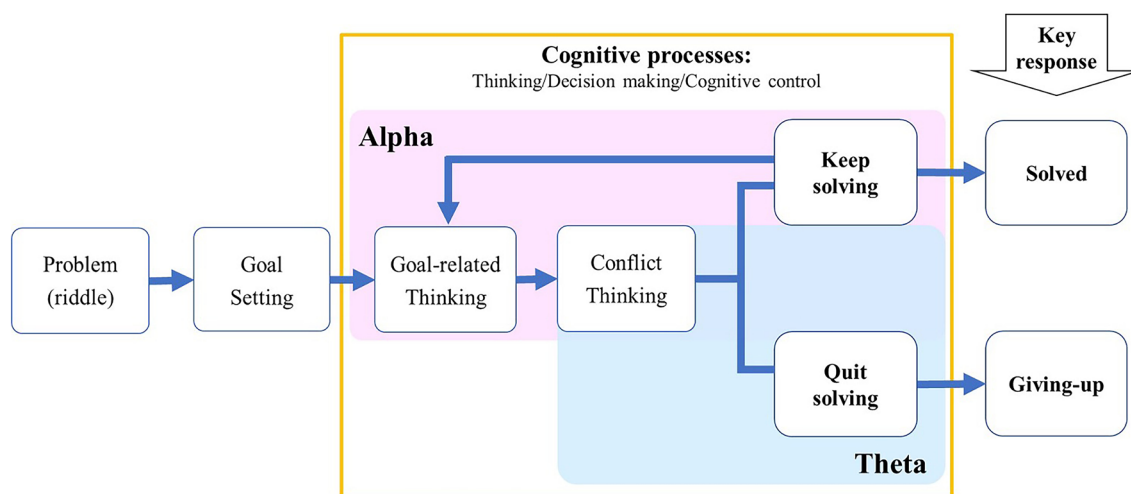 Cognitive processes:
Thinking/Decision making/Cognitive control
Key
response
Alpha
Keep
solving
Solved
Problem
(riddle)
Goal
Setting
Goal-related
Thinking
Conflict
Thinking
Quit
solving
Giving-up
Theta